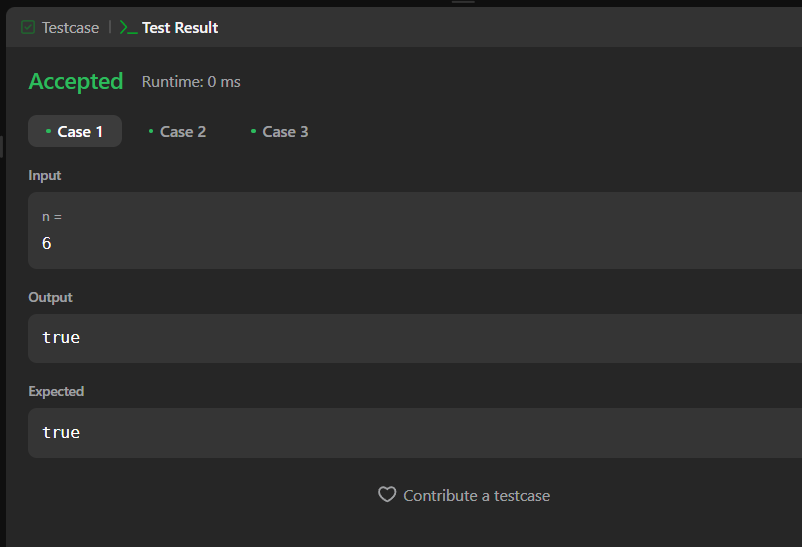 Testcase | >_ Test Result
Accepted Runtime: 0 ms
• Case 1 • Case 2 • Case 3
Input
n =
6
Output
true
Expected
true
Contribute a testcase